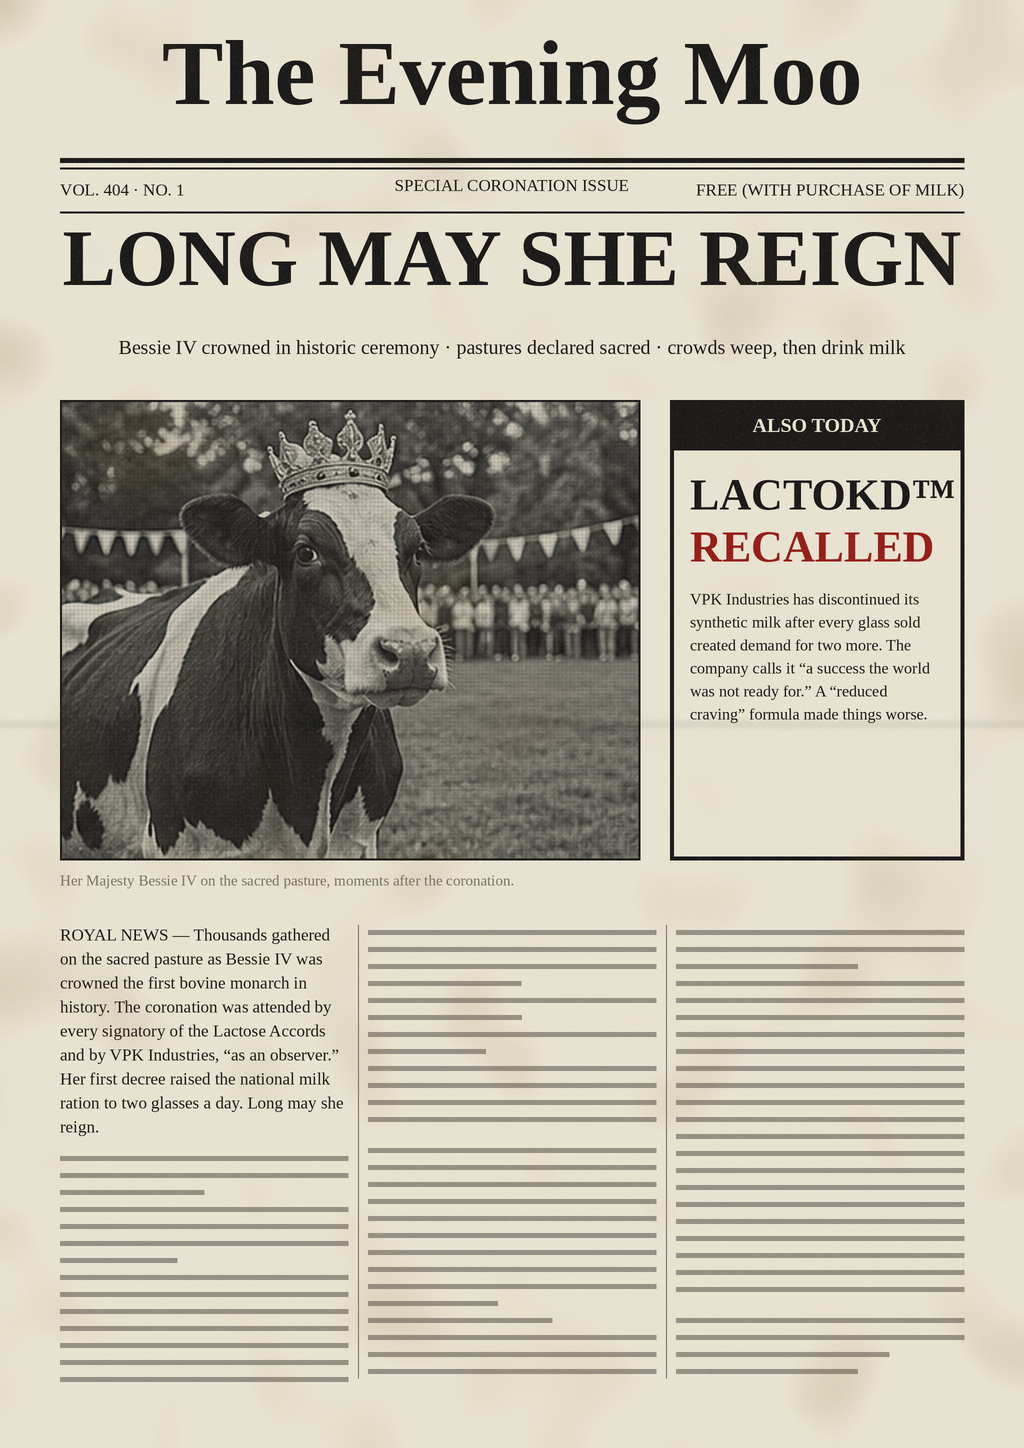 The Evening Moo
VOL. 404 · NO. 1
SPECIAL CORONATION ISSUE
FREE (WITH PURCHASE OF MILK)
LONG MAY SHE REIGN
Bessie IV crowned in historic ceremony · pastures declared sacred · crowds weep, then drink milk
ALSO TODAY
LACTOKD™
RECALLED
VPK Industries has discontinued its
synthetic milk after every glass sold
created demand for two more. The
company calls it “a success the world
was not ready for.” A “reduced
craving” formula made things worse.
Her Majesty Bessie IV on the sacred pasture, moments after the coronation.
ROYAL NEWS — Thousands gathered
on the sacred pasture as Bessie IV was
crowned the first bovine monarch in
history. The coronation was attended by
every signatory of the Lactose Accords
and by VPK Industries, “as an observer.”
Her first decree raised the national milk
ration to two glasses a day. Long may she
reign.